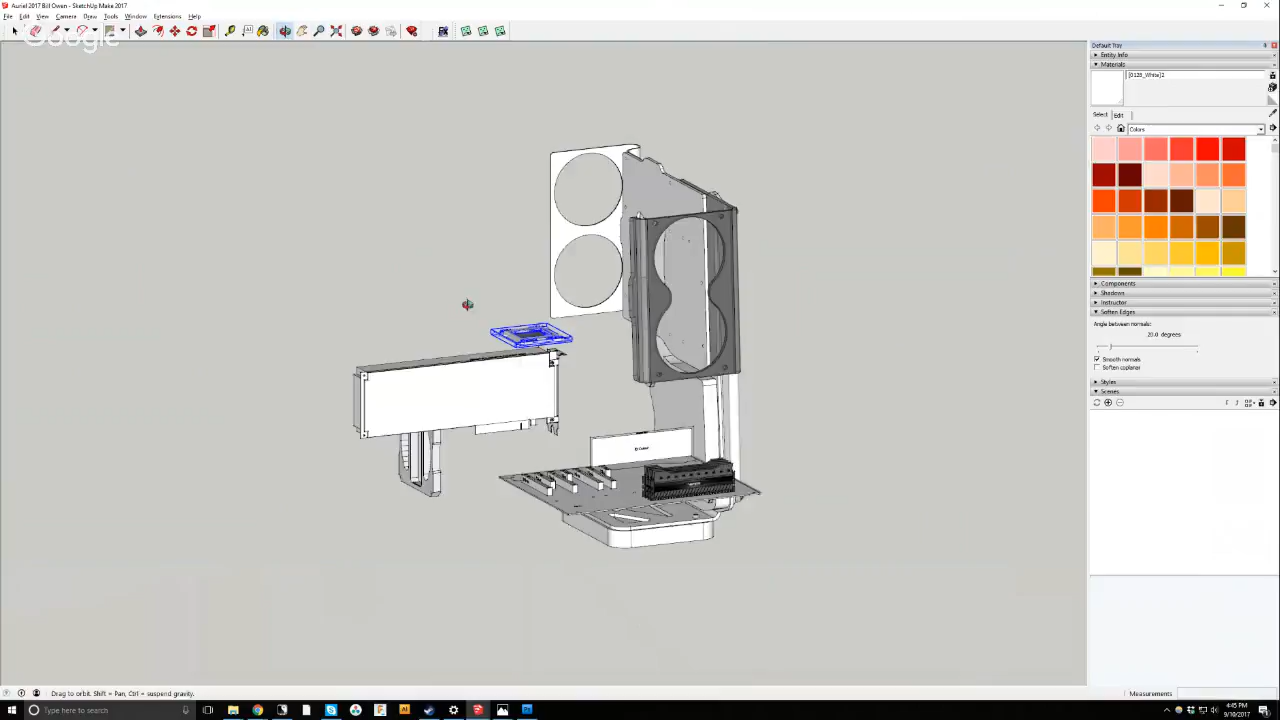 Auriel 2017 Bill Owen - SketchUp Make 2017
File Edit View Camera Draw Tools Window Extensions Help
Google
Default Tray
Entity Info
Materials
[0128_White]2
Select Edit
Colors
Components
Shadows
Instructor
Soften Edges
Angle between normals:
20.0 degrees
Smooth normals
Soften coplanar
Styles
Scenes
Drag to orbit. Shift = Pan, Ctrl = suspend gravity.
Measurements
Type here to search
4:45 PM
9/10/2017